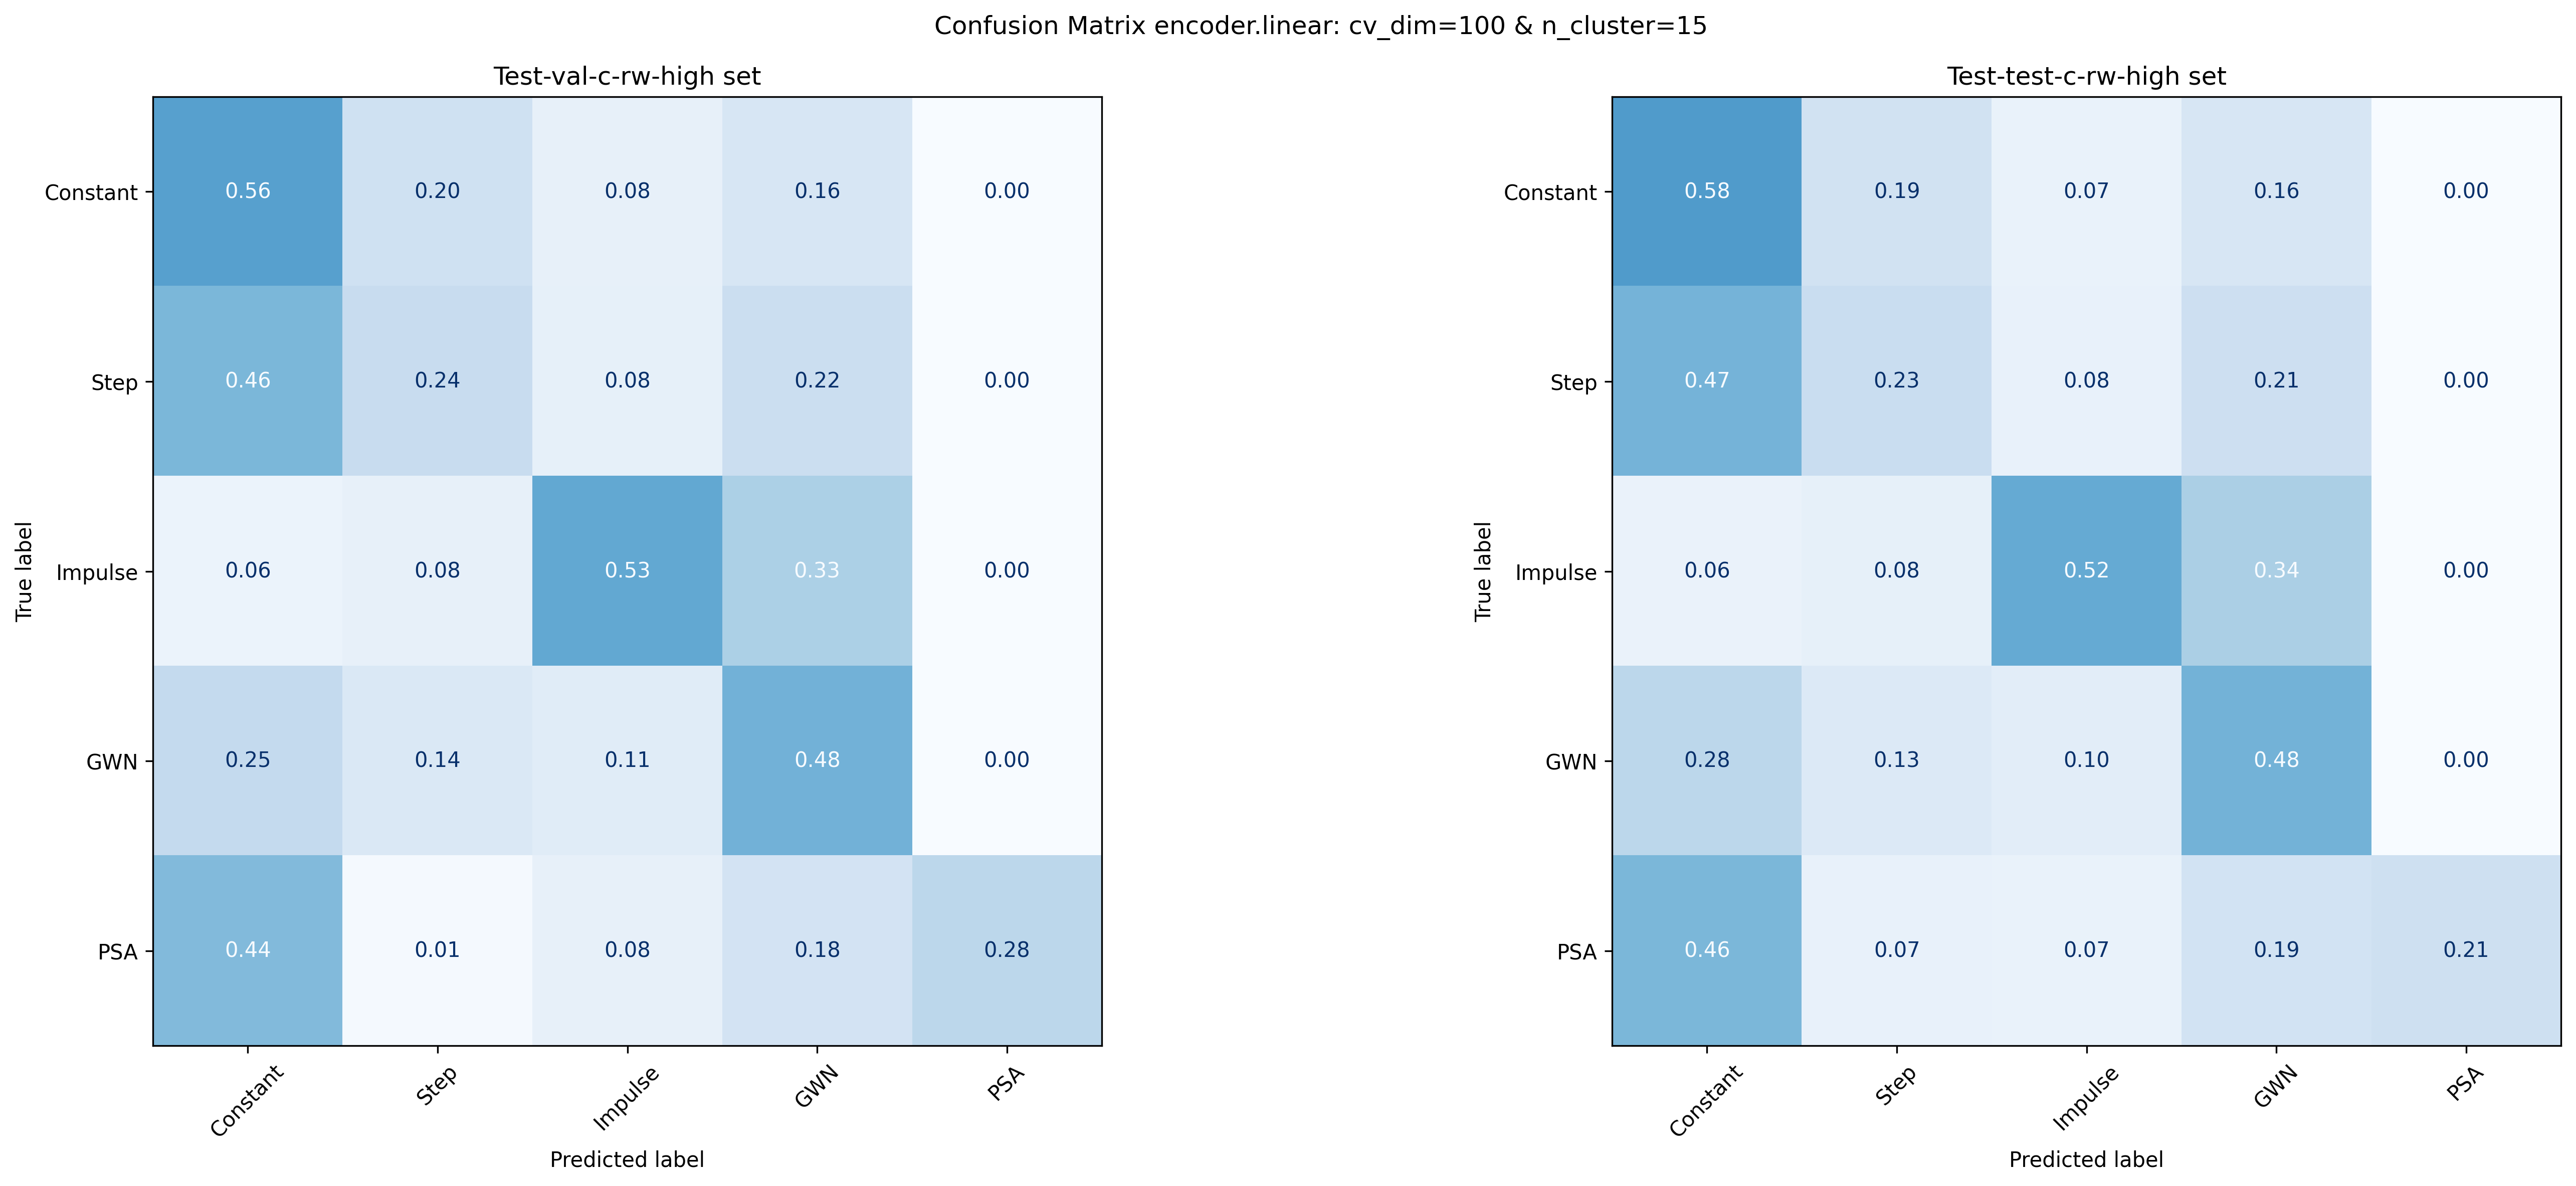 Confusion Matrix encoder.linear: cv_dim=100 & n_cluster=15
Test-val-c-rw-high set
True label
Constant 0.56 0.20 0.08 0.16 0.00
Step 0.46 0.24 0.08 0.22 0.00
Impulse 0.06 0.08 0.53 0.33 0.00
GWN 0.25 0.14 0.11 0.48 0.00
PSA 0.44 0.01 0.08 0.18 0.28
Constant Step Impulse GWN PSA
Predicted label
Test-test-c-rw-high set
True label
Constant 0.58 0.19 0.07 0.16 0.00
Step 0.47 0.23 0.08 0.21 0.00
Impulse 0.06 0.08 0.52 0.34 0.00
GWN 0.28 0.13 0.10 0.48 0.00
PSA 0.46 0.07 0.07 0.19 0.21
Constant Step Impulse GWN PSA
Predicted label